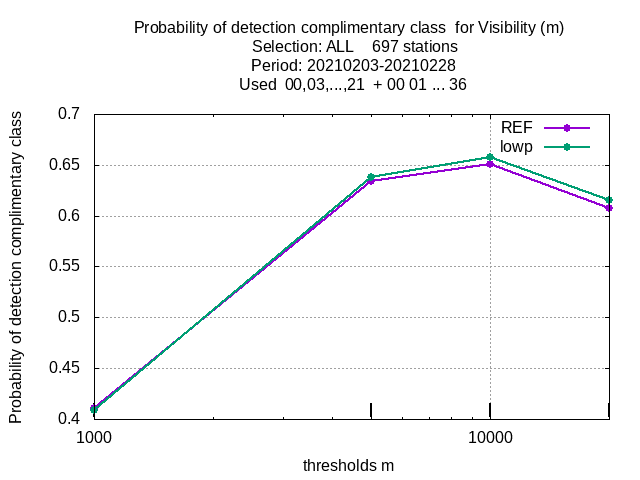 Probability of detection complimentary class  for Visibility (m)
Selection: ALL    697 stations
Period: 20210203-20210228
Used  00,03,...,21  + 00 01 ... 36
Probability of detection complimentary class
0.7
0.65
0.6
0.55
0.5
0.45
0.4
REF
lowp
1000
10000
thresholds m